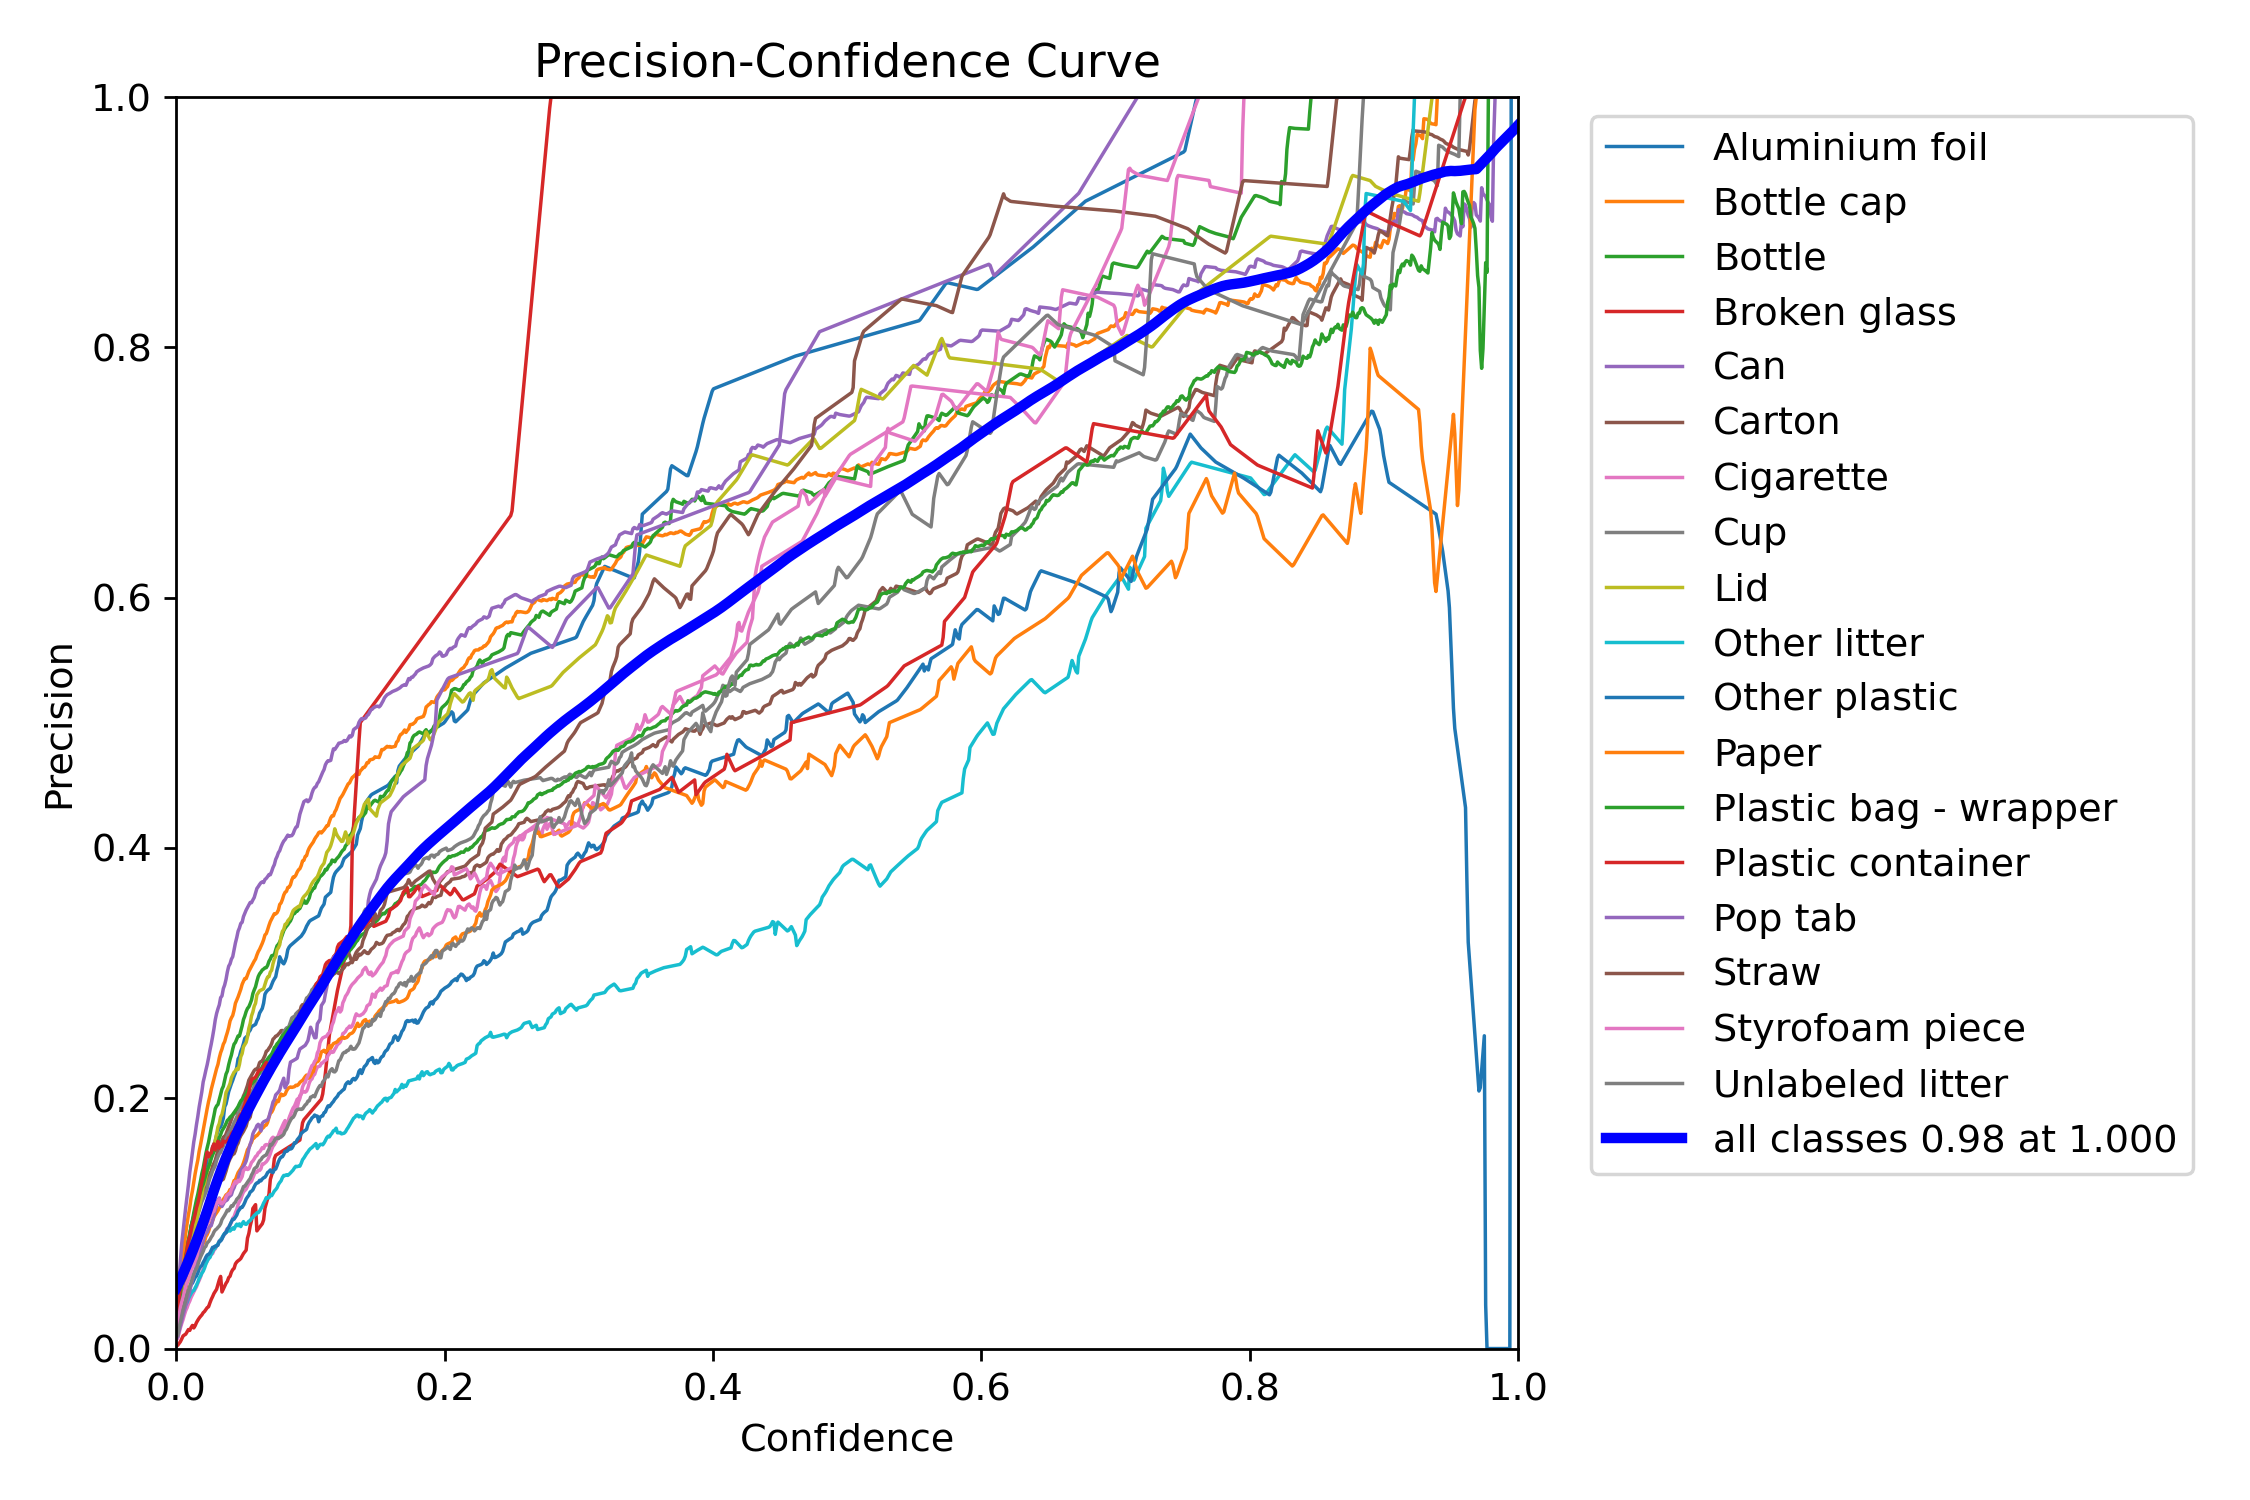 Precision-Confidence Curve
1.0
0.8
0.6
0.4
0.2
0.0
Precision
0.0 0.2 0.4 0.6 0.8 1.0
Confidence
Aluminium foil
Bottle cap
Bottle
Broken glass
Can
Carton
Cigarette
Cup
Lid
Other litter
Other plastic
Paper
Plastic bag - wrapper
Plastic container
Pop tab
Straw
Styrofoam piece
Unlabeled litter
all classes 0.98 at 1.000